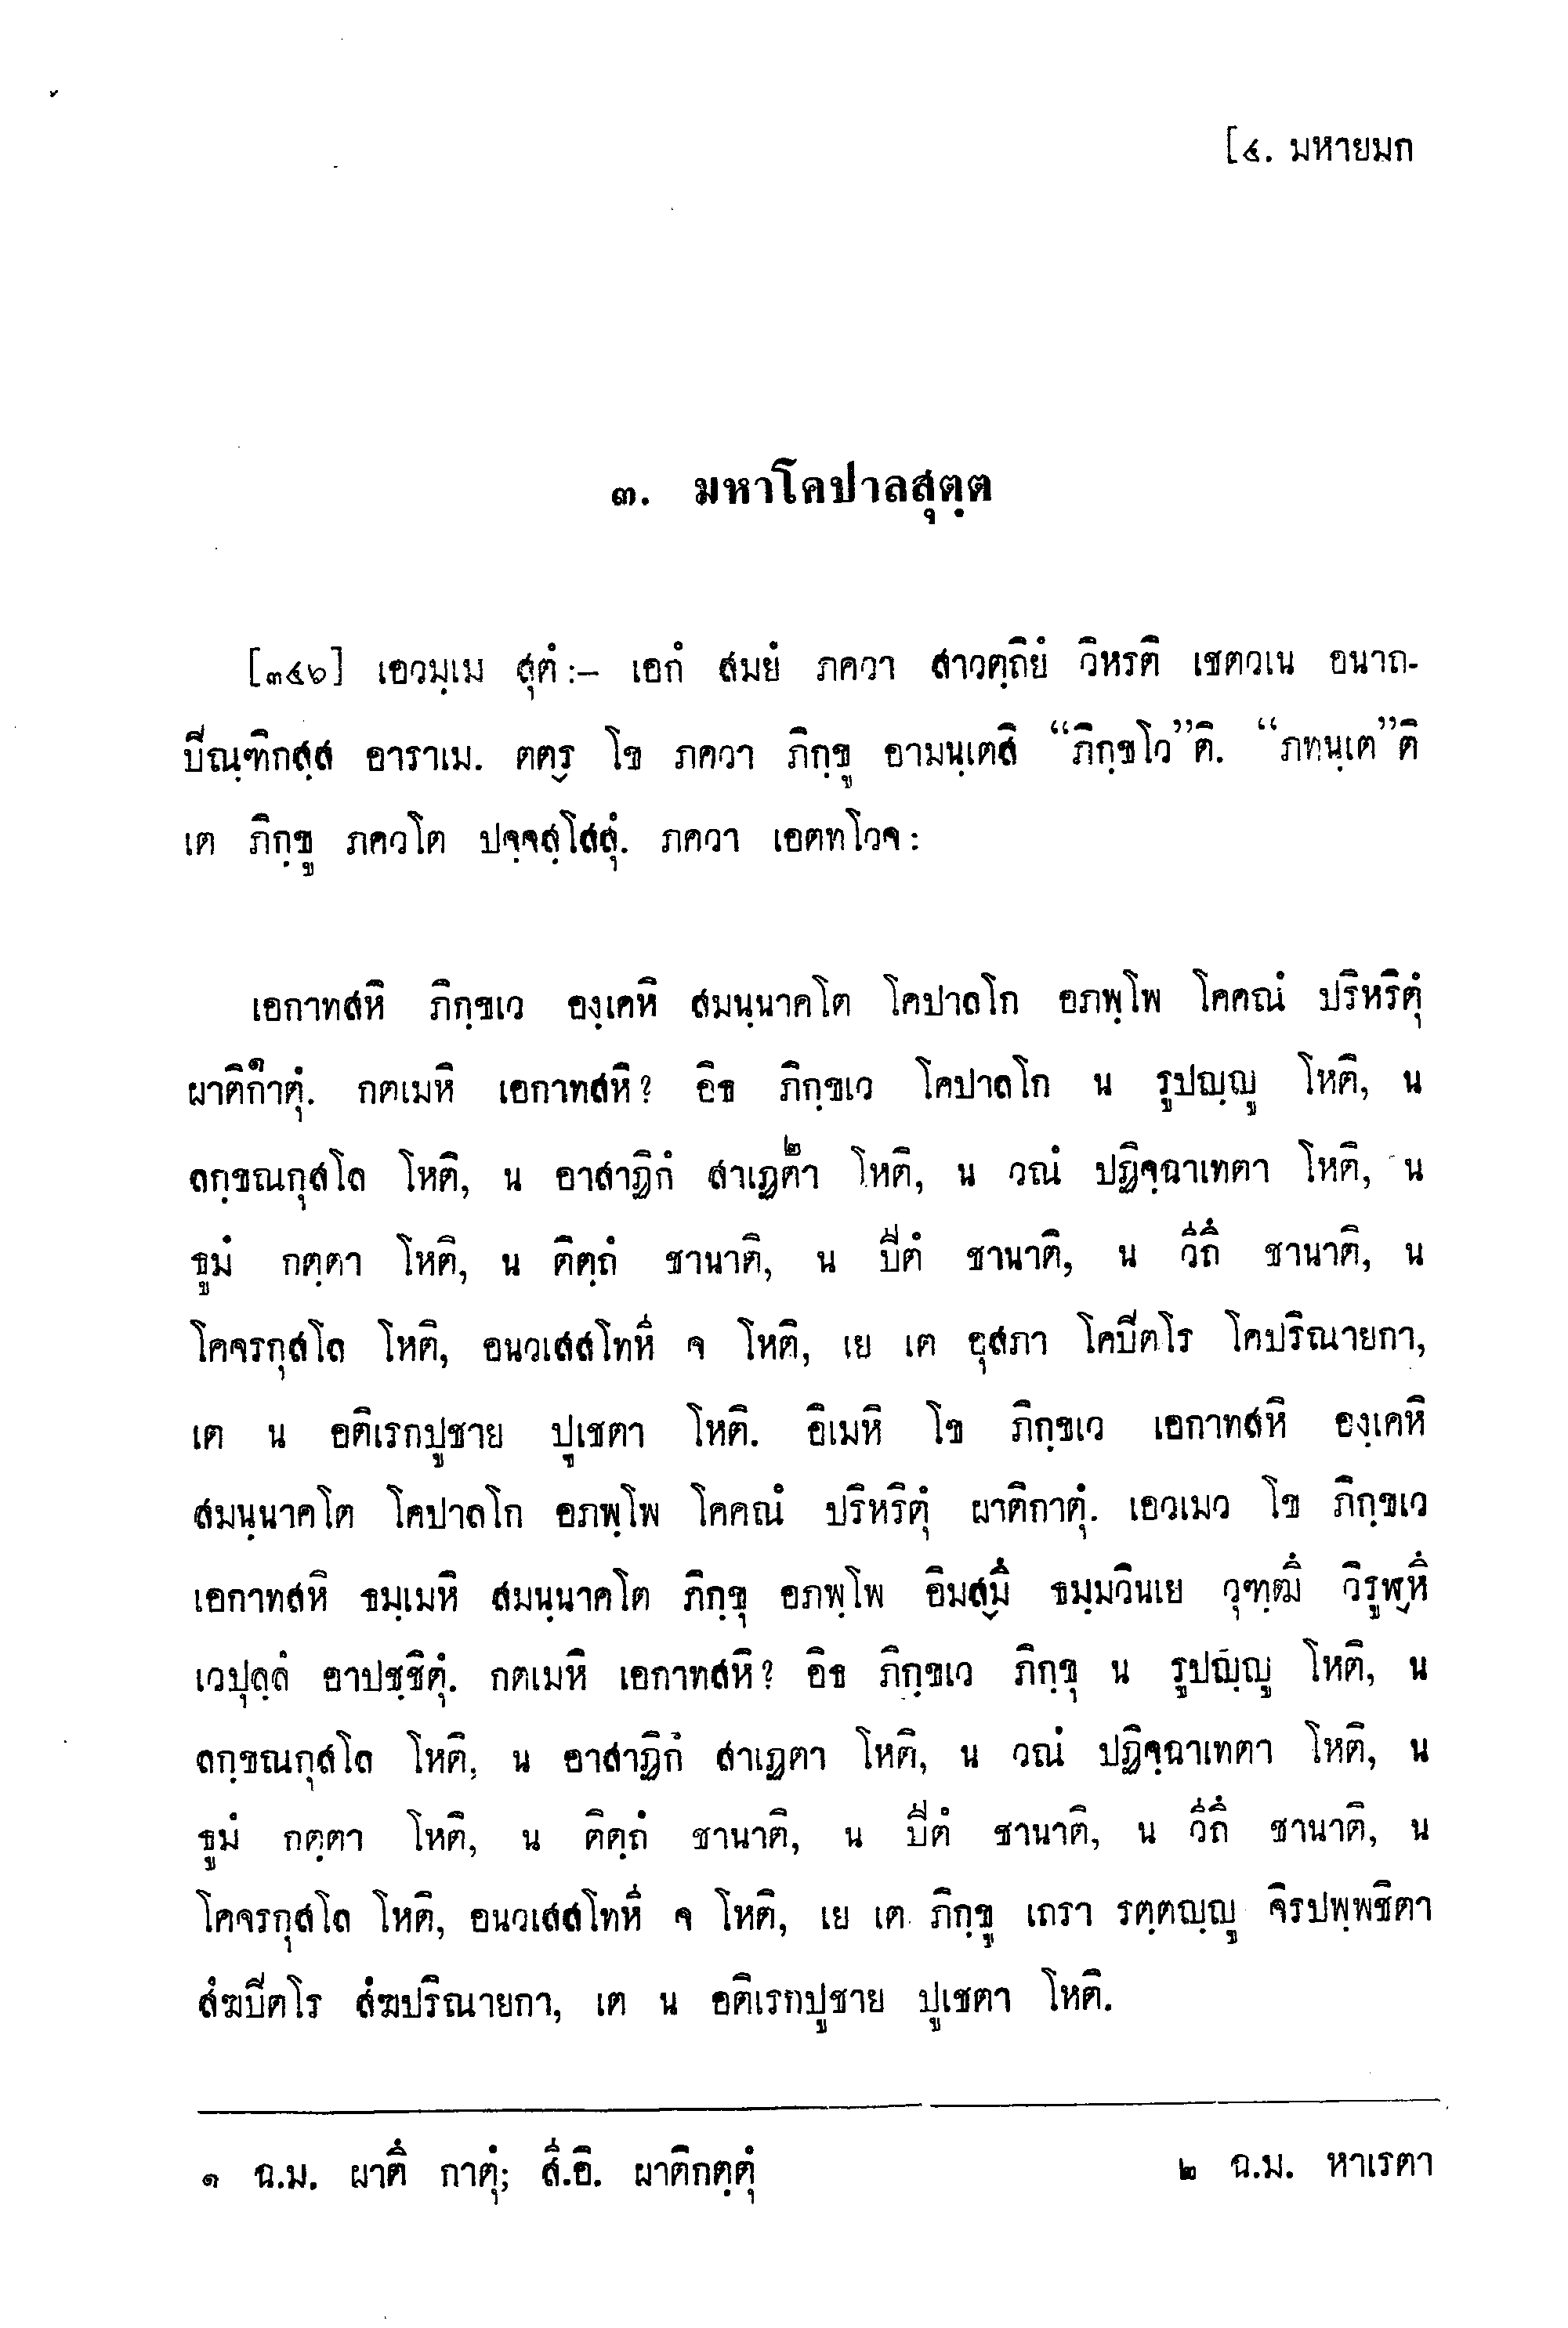 [๔. มหายมก
๓. มหาโคปาลสุตฺต
[๓๔๖] เอวมฺเม สุตํ :– เอกํ สมยํ ภควา สาวตฺถิยํ วิหรติ เชตวเน อนาถ-
ปิณฺฑิกสฺส อาราเม. ตตฺร โข ภควา ภิกฺขู อามนฺเตสิ “ภิกฺขโว”ติ. “ภทนฺเต”ติ
เต ภิกฺขู ภควโต ปจฺจสฺโสสุํ. ภควา เอตทโวจ :
เอกาทสหิ ภิกฺขเว องฺเคหิ สมนฺนาคโต โคปาลโก อภพฺโพ โคคณํ ปริหริตุํ
ผาติกาตุํ๑. กตเมหิ เอกาทสหิ? อิธ ภิกฺขเว โคปาลโก น รูปญฺญู โหติ, น
ลกฺขณกุสโล โหติ, น อาสาฏิกํ สาเฏตา๒ โหติ, น วณํ ปฏิจฺฉาเทตา โหติ, น
ธูมํ กตฺตา โหติ, น ติตฺถํ ชานาติ, น ปีตํ ชานาติ, น วีถึ ชานาติ, น
โคจรกุสโล โหติ, อนวเสสโทหี จ โหติ, เย เต อุสภา โคปิตโร โคปริณายกา,
เต น อติเรกปูชาย ปูเชตา โหติ. อิเมหิ โข ภิกฺขเว เอกาทสหิ องฺเคหิ
สมนฺนาคโต โคปาลโก อภพฺโพ โคคณํ ปริหริตุํ ผาติกาตุํ. เอวเมว โข ภิกฺขเว
เอกาทสหิ ธมฺเมหิ สมนฺนาคโต ภิกฺขุ อภพฺโพ อิมสฺมึ ธมฺมวินเย วุฑฺฒึ วิรูฬฺหึ
เวปุลฺลํ อาปชฺชิตุํ. กตเมหิ เอกาทสหิ? อิธ ภิกฺขเว ภิกฺขุ น รูปญฺญู โหติ, น
ลกฺขณกุสโล โหติ, น อาสาฏิกํ สาเฏตา โหติ, น วณํ ปฏิจฺฉาเทตา โหติ, น
ธูมํ กตฺตา โหติ, น ติตฺถํ ชานาติ, น ปีตํ ชานาติ, น วีถึ ชานาติ, น
โคจรกุสโล โหติ, อนวเสสโทหี จ โหติ, เย เต ภิกฺขู เถรา รตฺตญฺญู จิรปพฺพชิตา
สํฆปิตโร สํฆปริณายกา, เต น อติเรกปูชาย ปูเชตา โหติ.
๑ ฉ.ม. ผาตึ กาตุํ; สี.อิ. ผาติกตฺตุํ ๒ ฉ.ม. หาเรตา